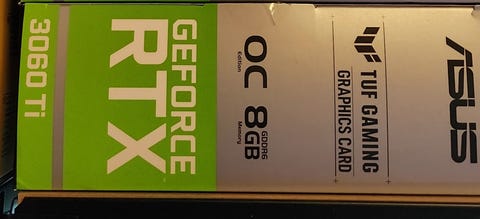 ASUS
TUF GAMING
GRAPHICS CARD
OC
Edition
8GB
GDDR6
Memory
GEFORCE
RTX
3060 Ti